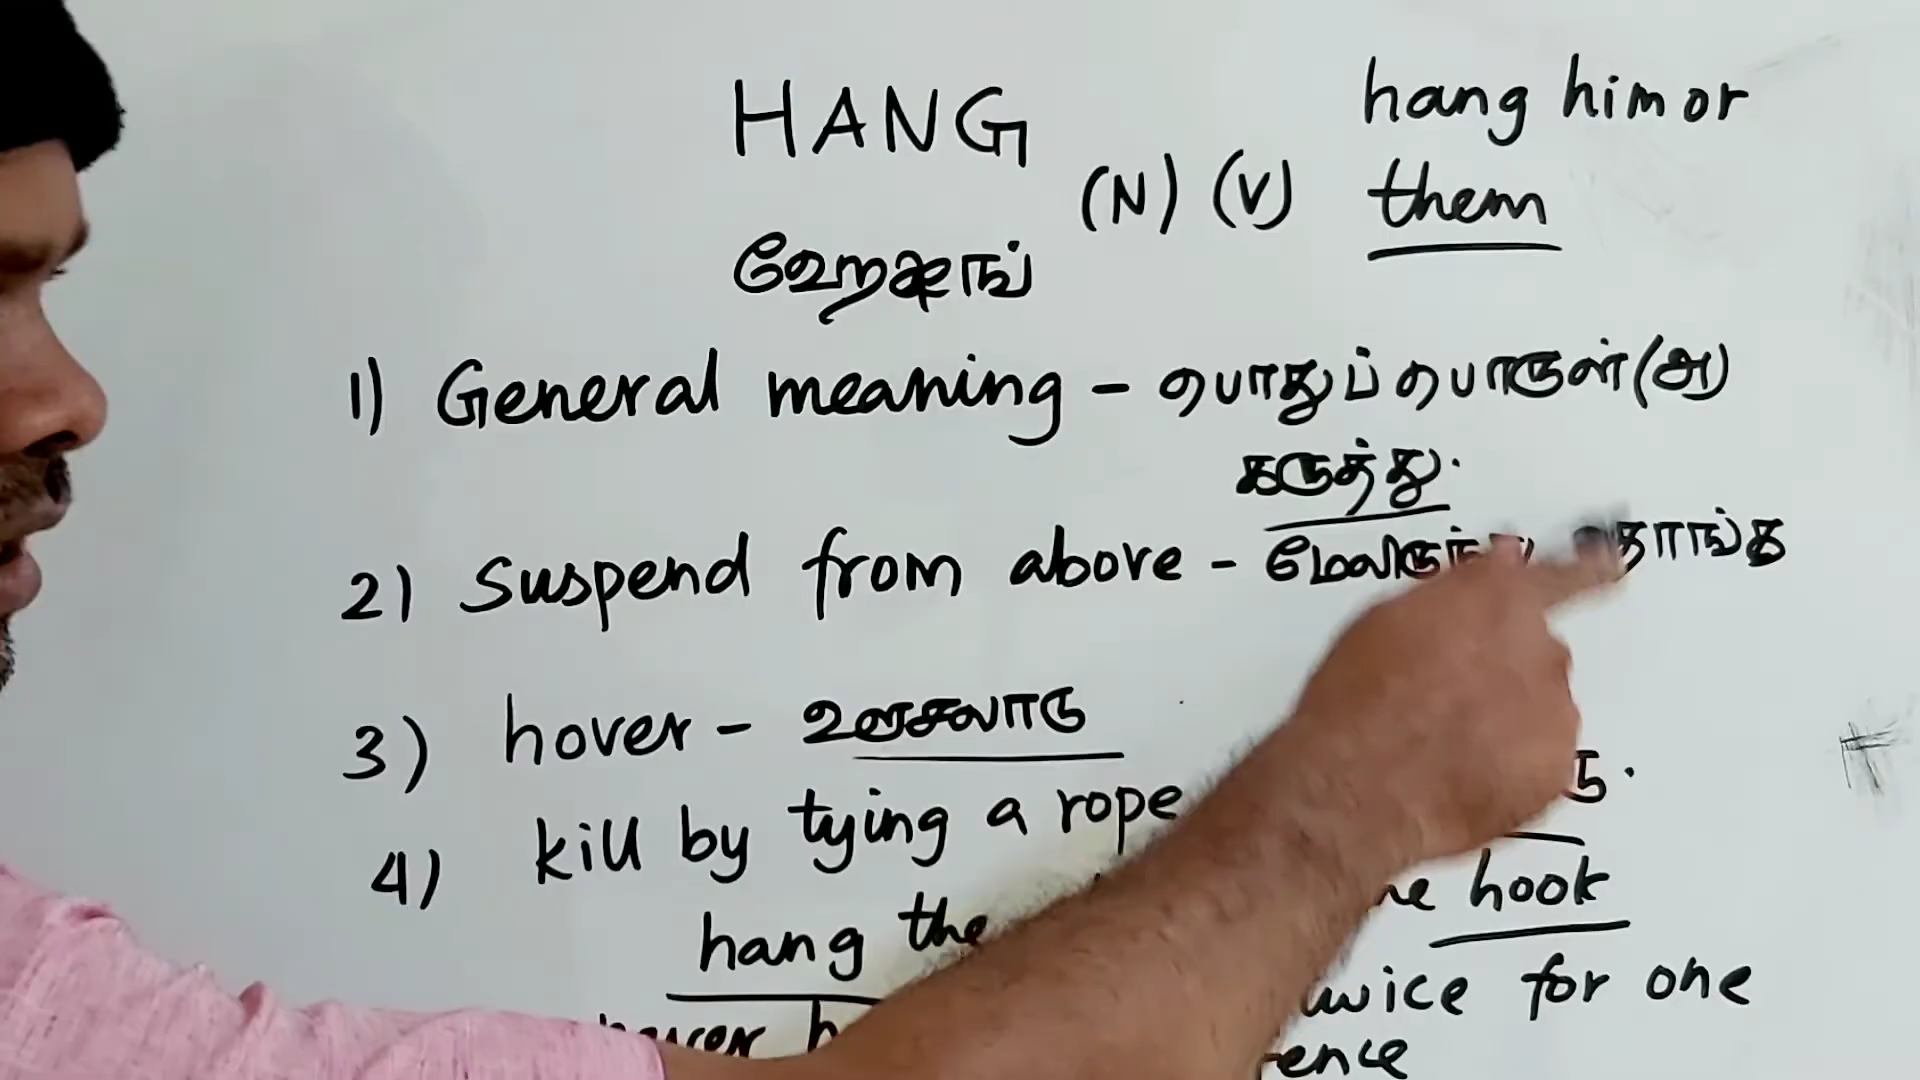 HANG
hang him or
(N) (V) them
ஹேங்
1) General meaning - பொதுப் பொருள் (அ)
கருத்து.
2) Suspend from above - தொங்க
3) hover - ஊசலாடு
4) kill by tying a rope
hang the hook
twice for one